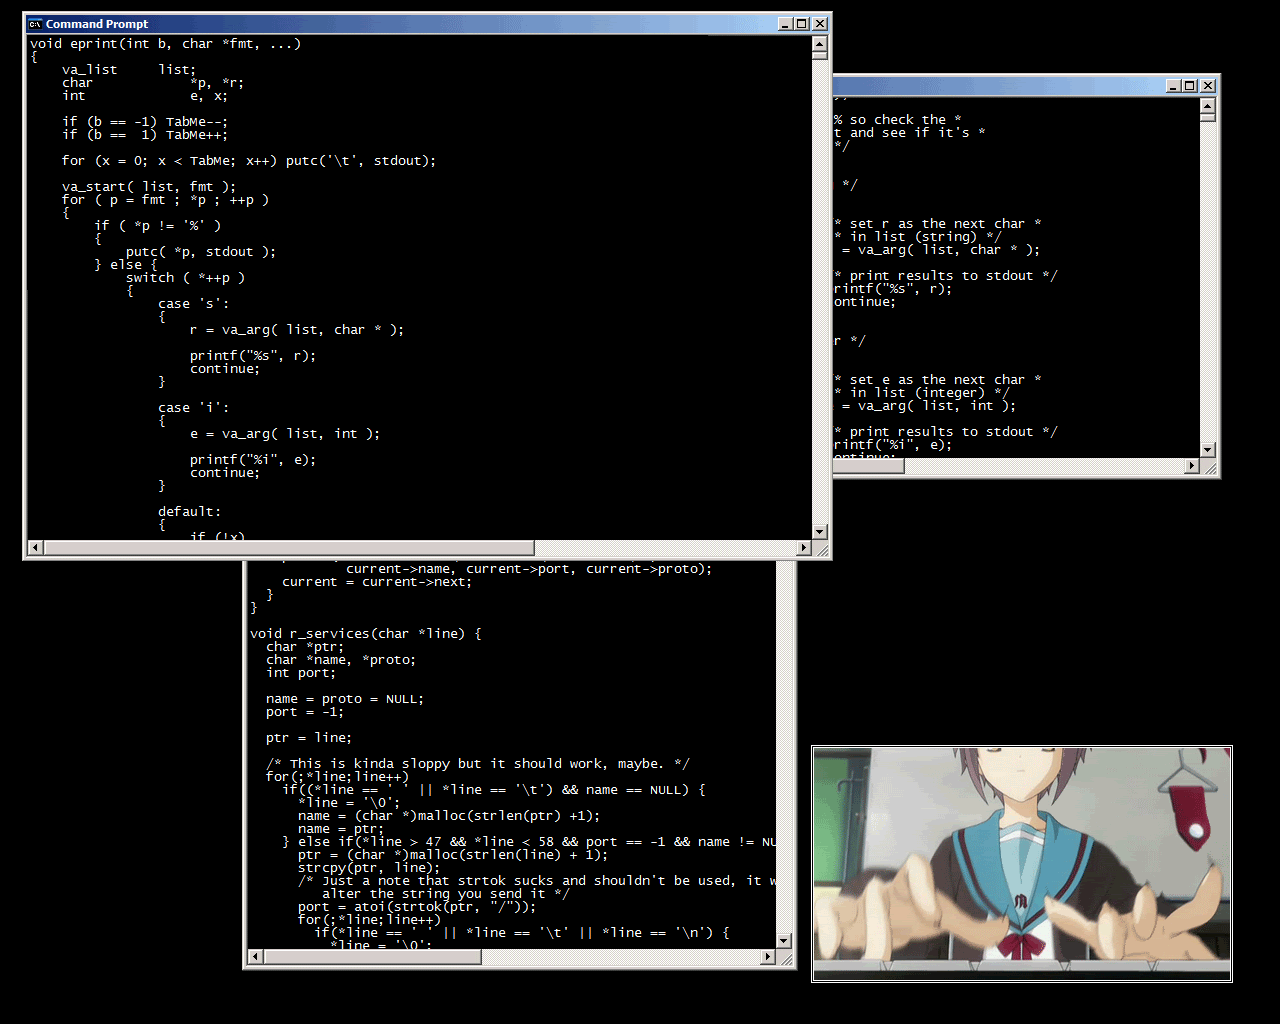 Command Prompt
void eprint(int b, char *fmt, ...)
{
    va_list     list;
    char            *p, *r;
    int             e, x;

    if (b == -1) TabMe--;
    if (b ==  1) TabMe++;

    for (x = 0; x < TabMe; x++) putc('\t', stdout);

    va_start( list, fmt );
    for ( p = fmt ; *p ; ++p )
    {
        if ( *p != '%' )
        {
            putc( *p, stdout );
        } else {
            switch ( *++p )
            {
                case 's':
                {
                    r = va_arg( list, char * );

                    printf("%s", r);
                    continue;
                }

                case 'i':
                {
                    e = va_arg( list, int );

                    printf("%i", e);
                    continue;
                }

                default:
                {
                    if (!x)
% so check the *
t and see if it's *
*/
*/
* set r as the next char *
* in list (string) */
= va_arg( list, char * );
* print results to stdout */
rintf("%s", r);
ontinue;
r */
* set e as the next char *
* in list (integer) */
= va_arg( list, int );
* print results to stdout */
rintf("%i", e);
ontinue;
            current->name, current->port, current->proto);
    current = current->next;
  }
}

void r_services(char *line) {
  char *ptr;
  char *name, *proto;
  int port;

  name = proto = NULL;
  port = -1;

  ptr = line;

  /* This is kinda sloppy but it should work, maybe. */
  for(;*line;line++)
    if((*line == ' ' || *line == '\t') && name == NULL) {
      *line = '\0';
      name = (char *)malloc(strlen(ptr) +1);
      name = ptr;
    } else if(*line > 47 && *line < 58 && port == -1 && name != NU
      ptr = (char *)malloc(strlen(line) + 1);
      strcpy(ptr, line);
      /* Just a note that strtok sucks and shouldn't be used, it w
         alter the string you send it */
      port = atoi(strtok(ptr, "/"));
      for(;*line;line++)
        if(*line == ' ' || *line == '\t' || *line == '\n') {
          *line = '\0';